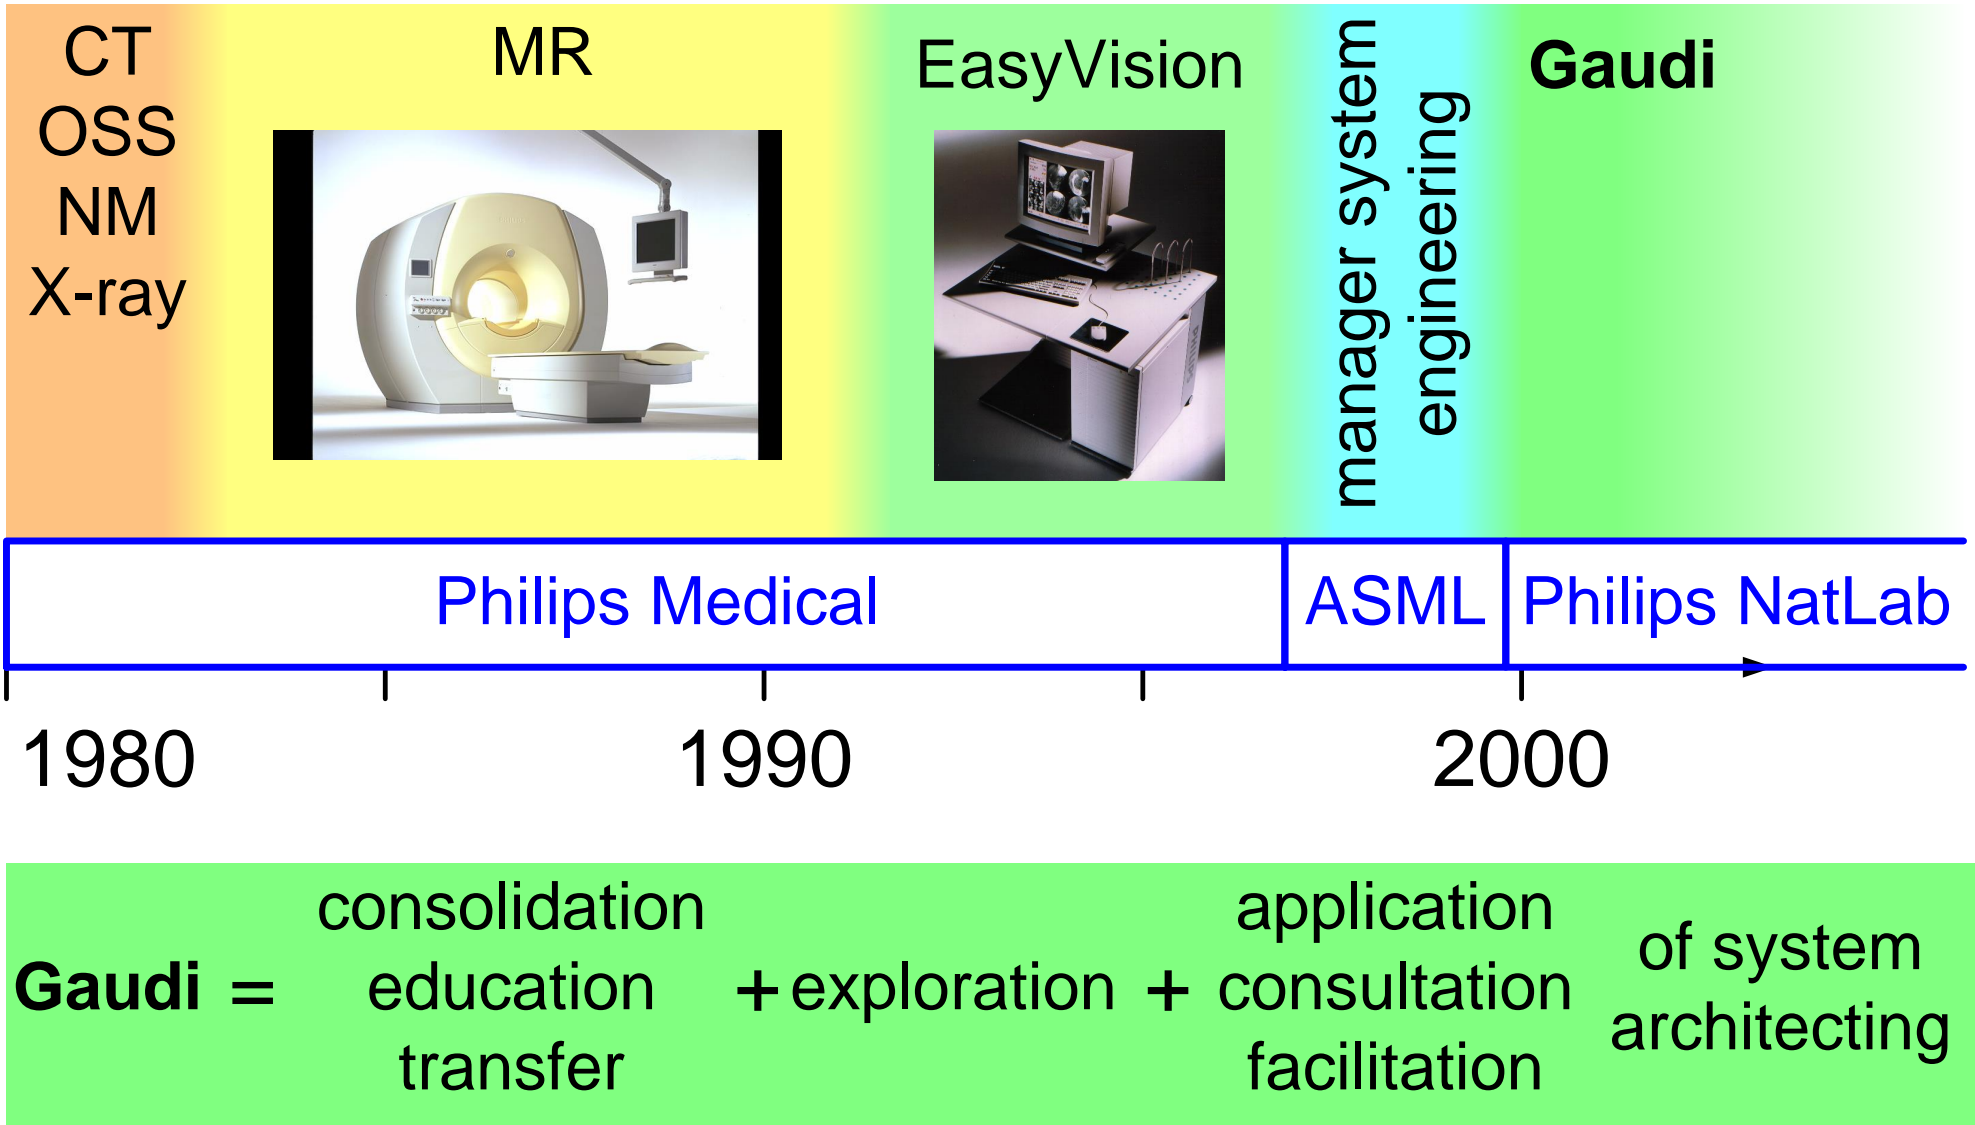 CT
OSS
NM
X-ray
MR
EasyVision
manager system
engineering
Gaudi
Philips Medical
ASML
Philips NatLab
1980
1990
2000
Gaudi =
consolidation
education
transfer
+ exploration +
application
consultation
facilitation
of system
architecting